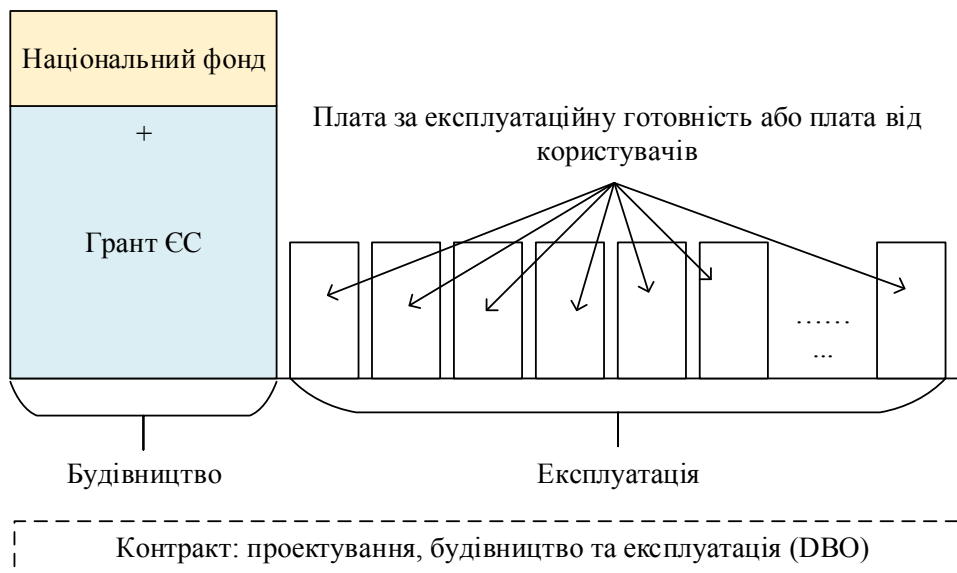 Національний фонд
+
Грант ЄС
Плата за експлуатаційну готовність або плата від
користувачів
......
...
Будівництво
Експлуатація
Контракт: проектування, будівництво та експлуатація (DBO)